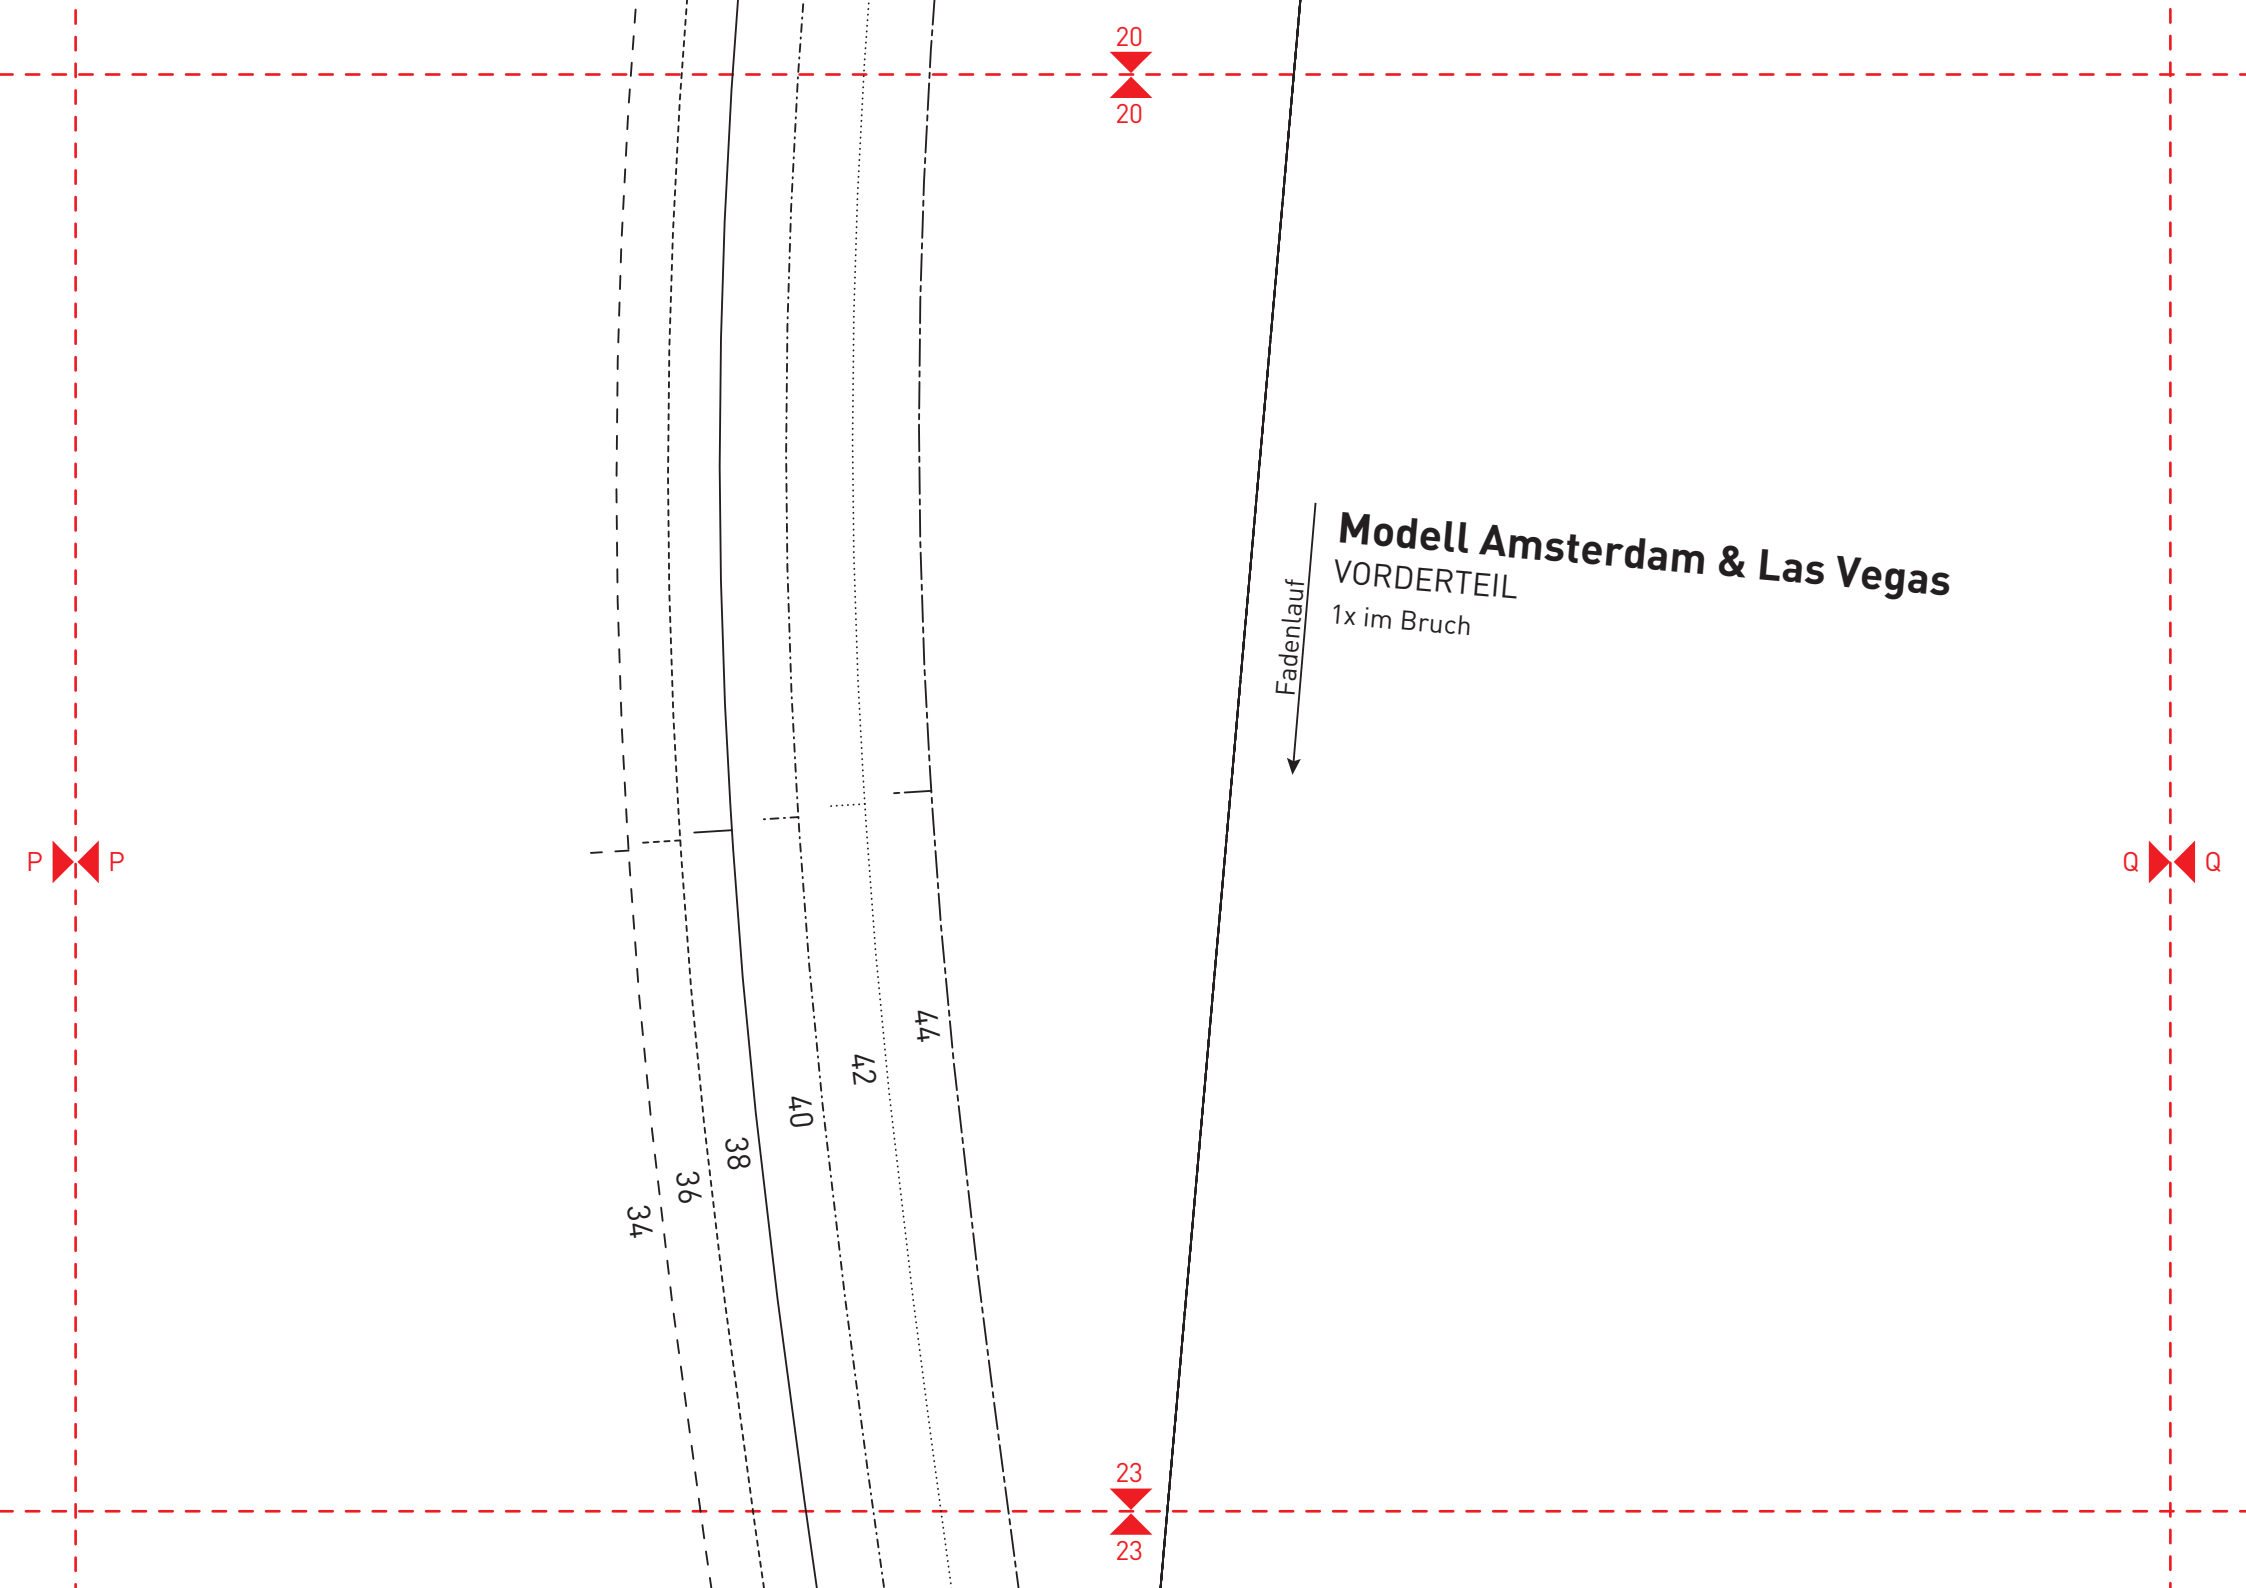 20
20
Modell Amsterdam & Las Vegas
VORDERTEIL
1x im Bruch
Fadenlauf
P P
Q Q
44
42
40
38
36
34
23
23